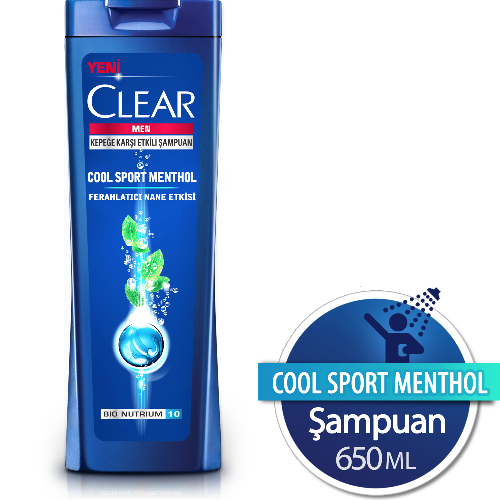 YENİ
CLEAR
MEN
KEPEĞE KARŞI ETKİLİ ŞAMPUAN
COOL SPORT MENTHOL
FERAHLATICI NANE ETKİSİ
BIO NUTRIUM 10
COOL SPORT MENTHOL
Şampuan
650 ML